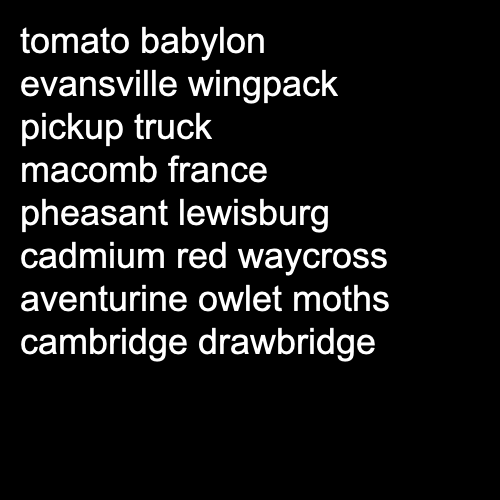 tomato babylon
evansville wingpack
pickup truck
macomb france
pheasant lewisburg
cadmium red waycross
aventurine owlet moths
cambridge drawbridge